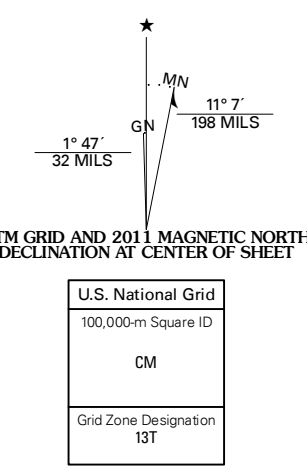 ★
MN
GN
11° 7´
198 MILS
1° 47´
32 MILS
TM GRID AND 2011 MAGNETIC NORTH
DECLINATION AT CENTER OF SHEET
U.S. National Grid
100,000-m Square ID
CM
Grid Zone Designation
13T